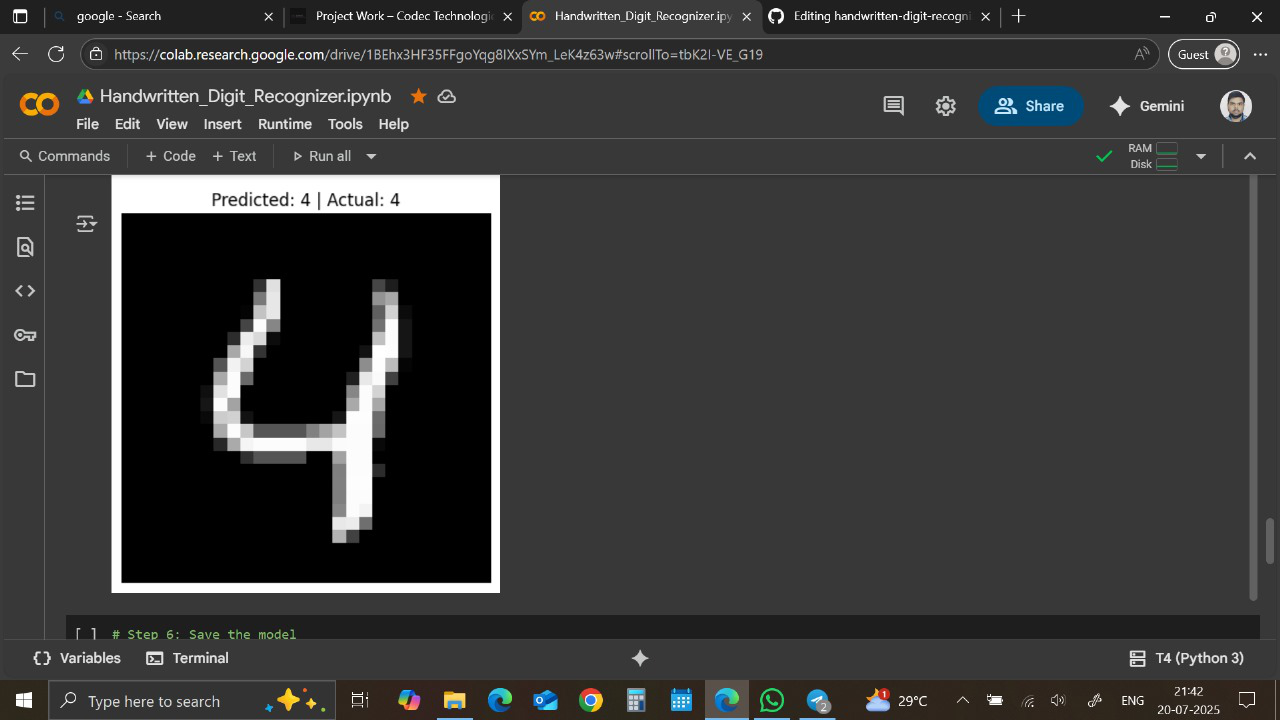 google - Search
Project Work – Codec Technologi
Handwritten_Digit_Recognizer.ipy
Editing handwritten-digit-recogni
https://colab.research.google.com/drive/1BEhx3HF35FFgoYqg8IXxSYm_LeK4z63w#scrollTo=tbK2I-VE_G19
Guest
Handwritten_Digit_Recognizer.ipynb
Share
Gemini
File Edit View Insert Runtime Tools Help
Commands + Code + Text Run all
RAM
Disk
Predicted: 4 | Actual: 4
4
[ ] # Step 6: Save the model
Variables Terminal
T4 (Python 3)
Type here to search
2
1
29°C
ENG
21:42
20-07-2025